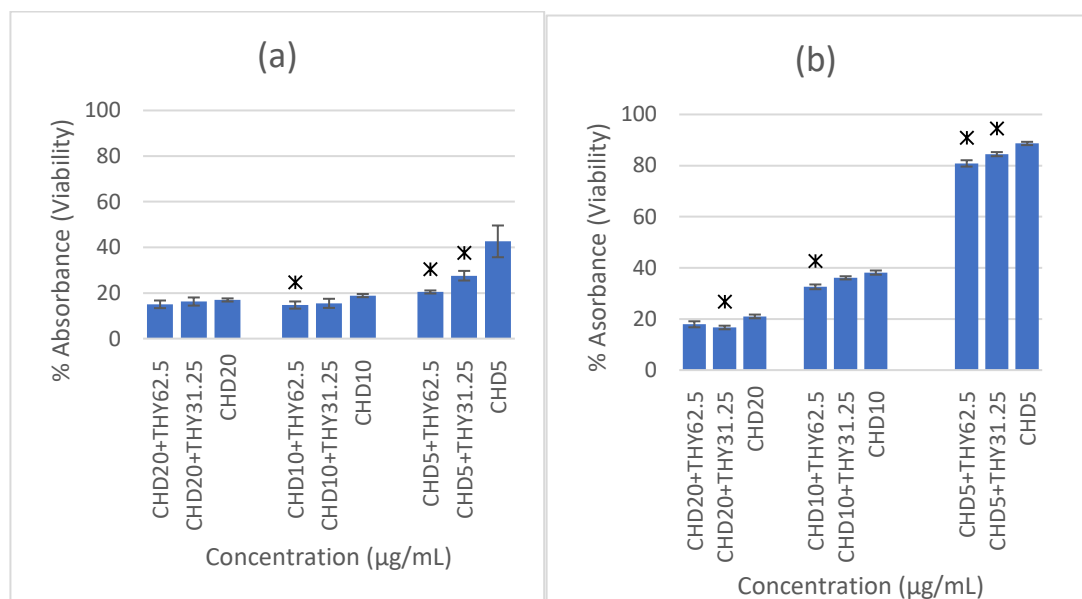 (a)
% Absorbance (Viability)
100
80
60
40
20
0
CHD20+THY62.5
CHD20+THY31.25
CHD20
CHD10+THY62.5
CHD10+THY31.25
CHD10
CHD5+THY62.5
CHD5+THY31.25
CHD5
Concentration (µg/mL)
(b)
% Asorbance (Viability)
100
80
60
40
20
0
CHD20+THY62.5
CHD20+THY31.25
CHD20
CHD10+THY62.5
CHD10+THY31.25
CHD10
CHD5+THY62.5
CHD5+THY31.25
CHD5
Concentration (µg/mL)